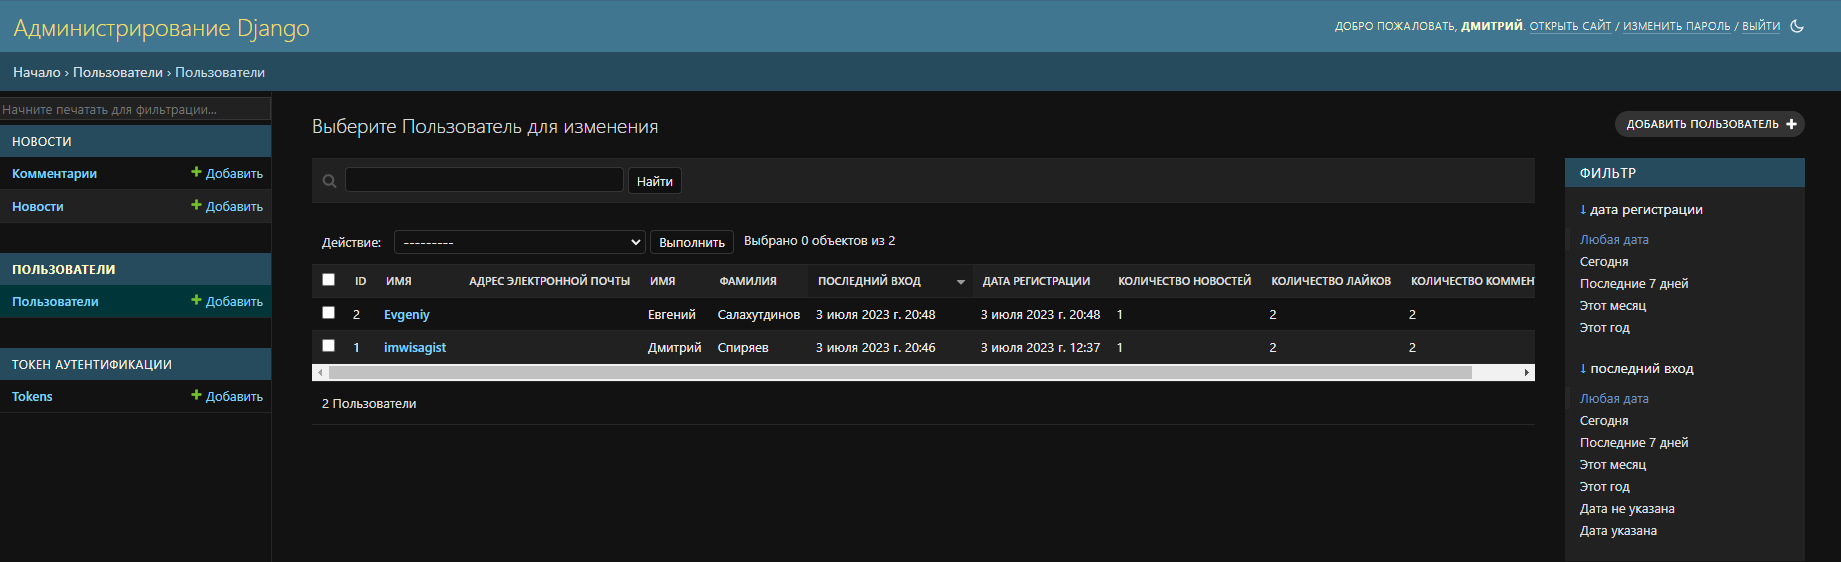 Администрирование Django
ДОБРО ПОЖАЛОВАТЬ, ДМИТРИЙ. ОТКРЫТЬ САЙТ / ИЗМЕНИТЬ ПАРОЛЬ / ВЫЙТИ
Начало › Пользователи › Пользователи
Начните печатать для фильтрации...
НОВОСТИ
Комментарии + Добавить
Новости + Добавить
ПОЛЬЗОВАТЕЛИ
Пользователи + Добавить
ТОКЕН АУТЕНТИФИКАЦИИ
Tokens + Добавить
Выберите Пользователь для изменения
ДОБАВИТЬ ПОЛЬЗОВАТЕЛЬ +
Найти
Действие: --------- Выполнить Выбрано 0 объектов из 2
ID ИМЯ АДРЕС ЭЛЕКТРОННОЙ ПОЧТЫ ИМЯ ФАМИЛИЯ ПОСЛЕДНИЙ ВХОД ДАТА РЕГИСТРАЦИИ КОЛИЧЕСТВО НОВОСТЕЙ КОЛИЧЕСТВО ЛАЙКОВ КОЛИЧЕСТВО КОММЕН
2 Evgeniy Евгений Салахутдинов 3 июля 2023 г. 20:48 3 июля 2023 г. 20:48 1 2 2
1 imwisagist Дмитрий Спиряев 3 июля 2023 г. 20:46 3 июля 2023 г. 12:37 1 2 2
2 Пользователи
ФИЛЬТР
↓ дата регистрации
Любая дата
Сегодня
Последние 7 дней
Этот месяц
Этот год
↓ последний вход
Любая дата
Сегодня
Последние 7 дней
Этот месяц
Этот год
Дата не указана
Дата указана